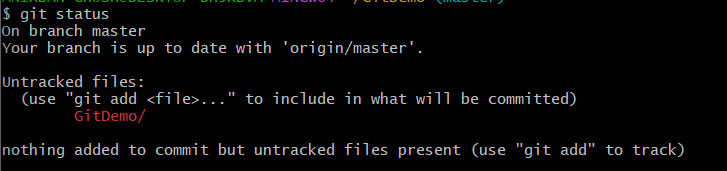 $ git status
On branch master
Your branch is up to date with 'origin/master'.
Untracked files:
(use "git add <file>..." to include in what will be committed)
GitDemo/
nothing added to commit but untracked files present (use "git add" to track)